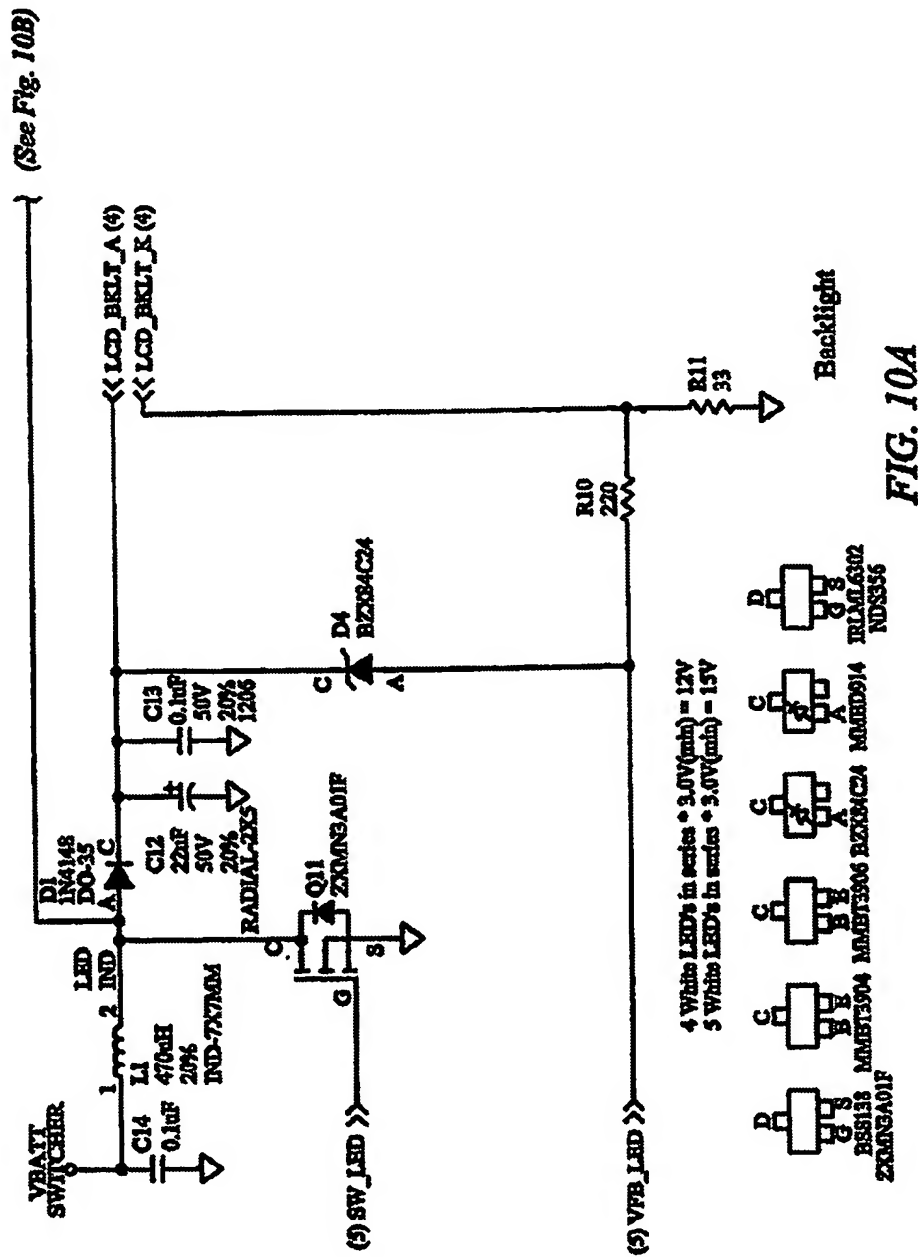 (See Fig. 10B)
VBATT
SWITCHER
C14
0.1uF
1
2
L1
470uH
20%
IND-7X7MM
LED
IND
D1
1N4148
DO-35
A
C
C12
22uF
50V
20%
RADIAL-2X5
C13
0.1uF
50V
20%
1206
LCD_BKLT_A (4)
LCD_BKLT_K (4)
C
Q11
ZXMN3A01F
G
S
C
D4
BZX84C24
A
(5) SW_LED
R10
220
R11
33
(5) VFB_LED
Backlight
4 White LED's in series * 3.0V(min) = 12V
5 White LED's in series * 3.0V(min) = 15V
D
G S
BSS138
ZXMN3A01F
C
B E
MMBT3904
C
B E
MMBT3906
C
A
BZX84C24
C
A
MMBD914
D
G S
IRLML6302
NDS356
FIG. 10A